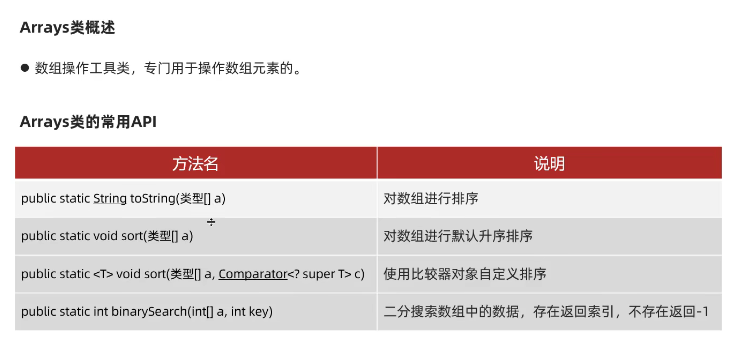 Arrays类概述
● 数组操作工具类，专门用于操作数组元素的。
Arrays类的常用API
方法名 说明
public static String toString(类型[] a) 对数组进行排序
public static void sort(类型[] a) 对数组进行默认升序排序
public static <T> void sort(类型[] a, Comparator<? super T> c) 使用比较器对象自定义排序
public static int binarySearch(int[] a, int key) 二分搜索数组中的数据，存在返回索引，不存在返回-1